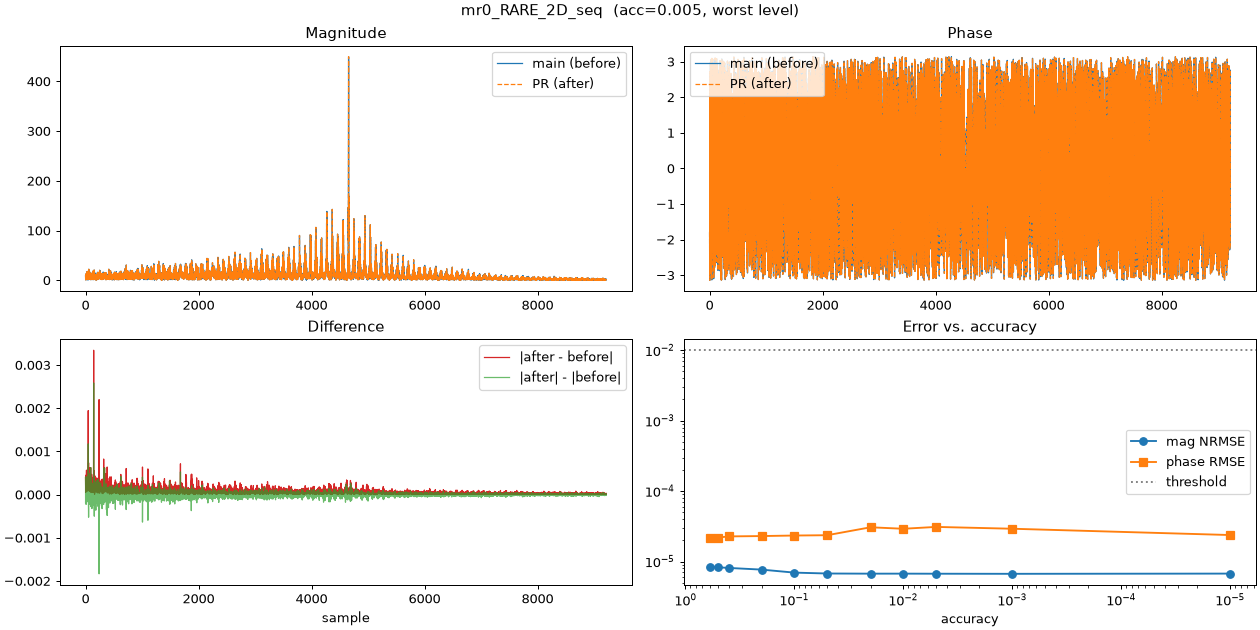 mr0_RARE_2D_seq  (acc=0.005, worst level)
Magnitude
main (before)
PR (after)
400
300
200
100
0
0 2000 4000 6000 8000
Phase
main (before)
PR (after)
3
2
1
0
−1
−2
−3
0 2000 4000 6000 8000
Difference
|after - before|
|after| - |before|
0.003
0.002
0.001
0.000
−0.001
−0.002
0 2000 4000 6000 8000
sample
Error vs. accuracy
mag NRMSE
phase RMSE
threshold
10⁻²
10⁻³
10⁻⁴
10⁻⁵
10⁰ 10⁻¹ 10⁻² 10⁻³ 10⁻⁴ 10⁻⁵
accuracy